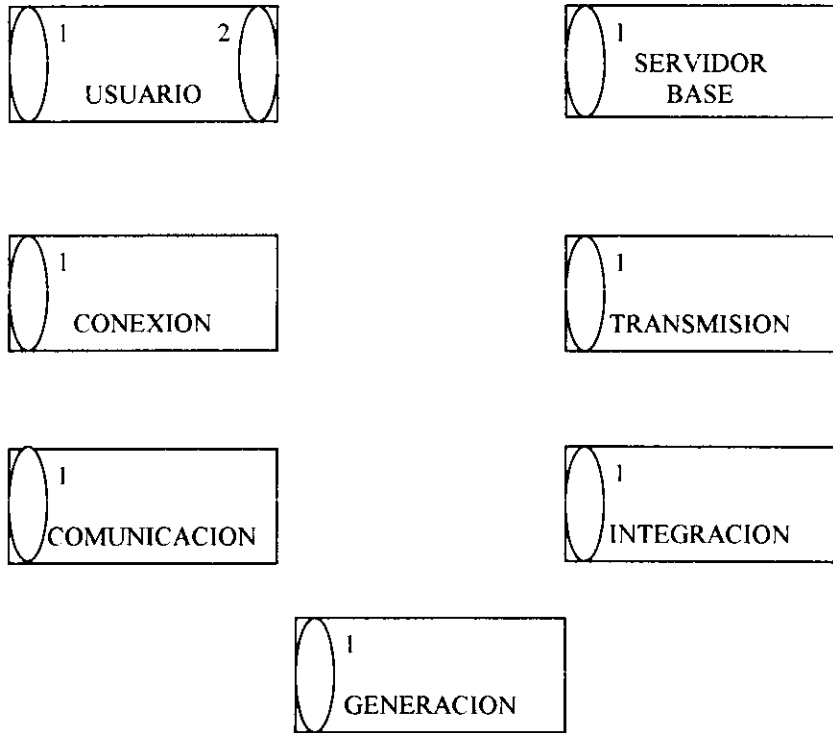 1 2
USUARIO
1
SERVIDOR
BASE
1
CONEXION
1
TRANSMISION
1
COMUNICACION
1
INTEGRACION
1
GENERACION